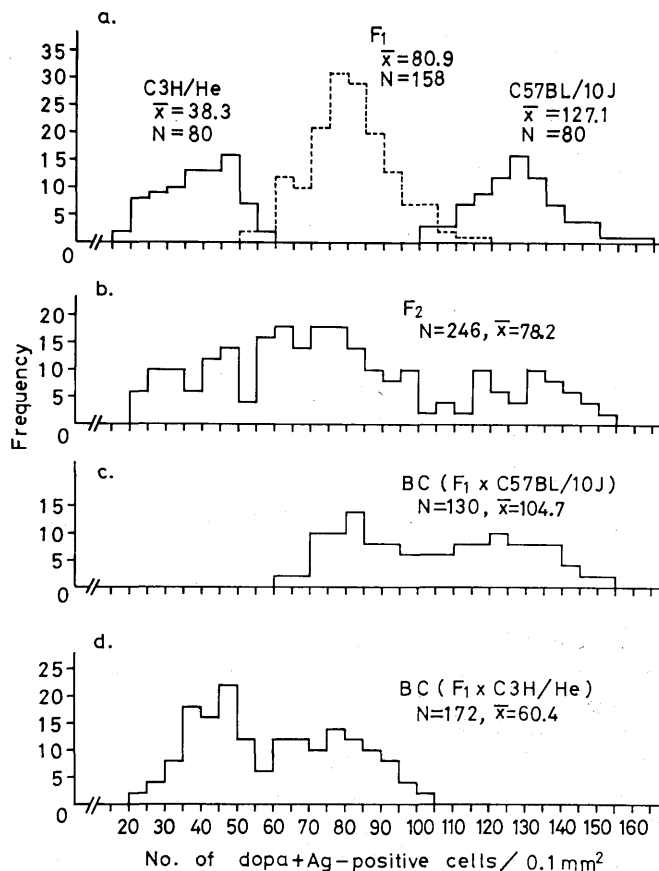 a.
C3H/He
x̄=38.3
N=80
F1
x̄=80.9
N=158
C57BL/10J
x̄=127.1
N=80
35
30
25
20
15
10
5
0
b.
F2
N=246, x̄=78.2
20
15
10
5
0
Frequency
c.
BC (F1 x C57BL/10J)
N=130, x̄=104.7
15
10
5
0
d.
BC (F1 x C3H/He)
N=172, x̄=60.4
25
20
15
10
5
0
20 30 40 50 60 70 80 90 100 110 120 130 140 150 160
No. of dopa+Ag-positive cells/0.1mm²